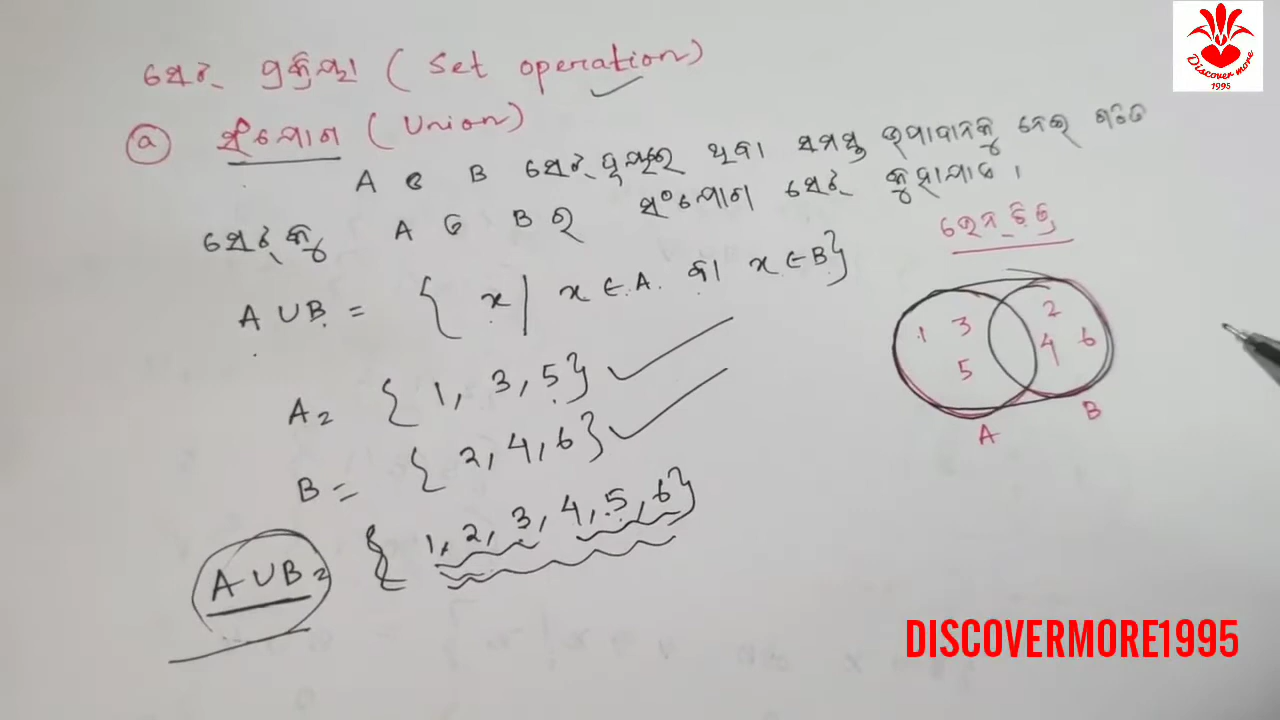 ସେଟ୍ ପ୍ରକ୍ରିୟା ( Set operation )
ⓐ ସଂଯୋଗ ( Union )
A ଓ B ସେଟ୍ ଦ୍ୱୟରେ ଥିବା ସମସ୍ତ ଉପାଦାନକୁ ନେଇ ଗଠିତ
ସେଟ୍ କୁ A ଓ B ର ସଂଯୋଗ ସେଟ୍ କୁହାଯାଏ ।
A ∪ B = { x | x ∈ A ବା x ∈ B }
A = { 1, 3, 5 }
B = { 2, 4, 6 }
A ∪ B = { 1, 2, 3, 4, 5, 6 }
ଭେନ୍ ଚିତ୍ର
1 3 2
5 4 6
A B
Discover more
1995
DISCOVERMORE1995